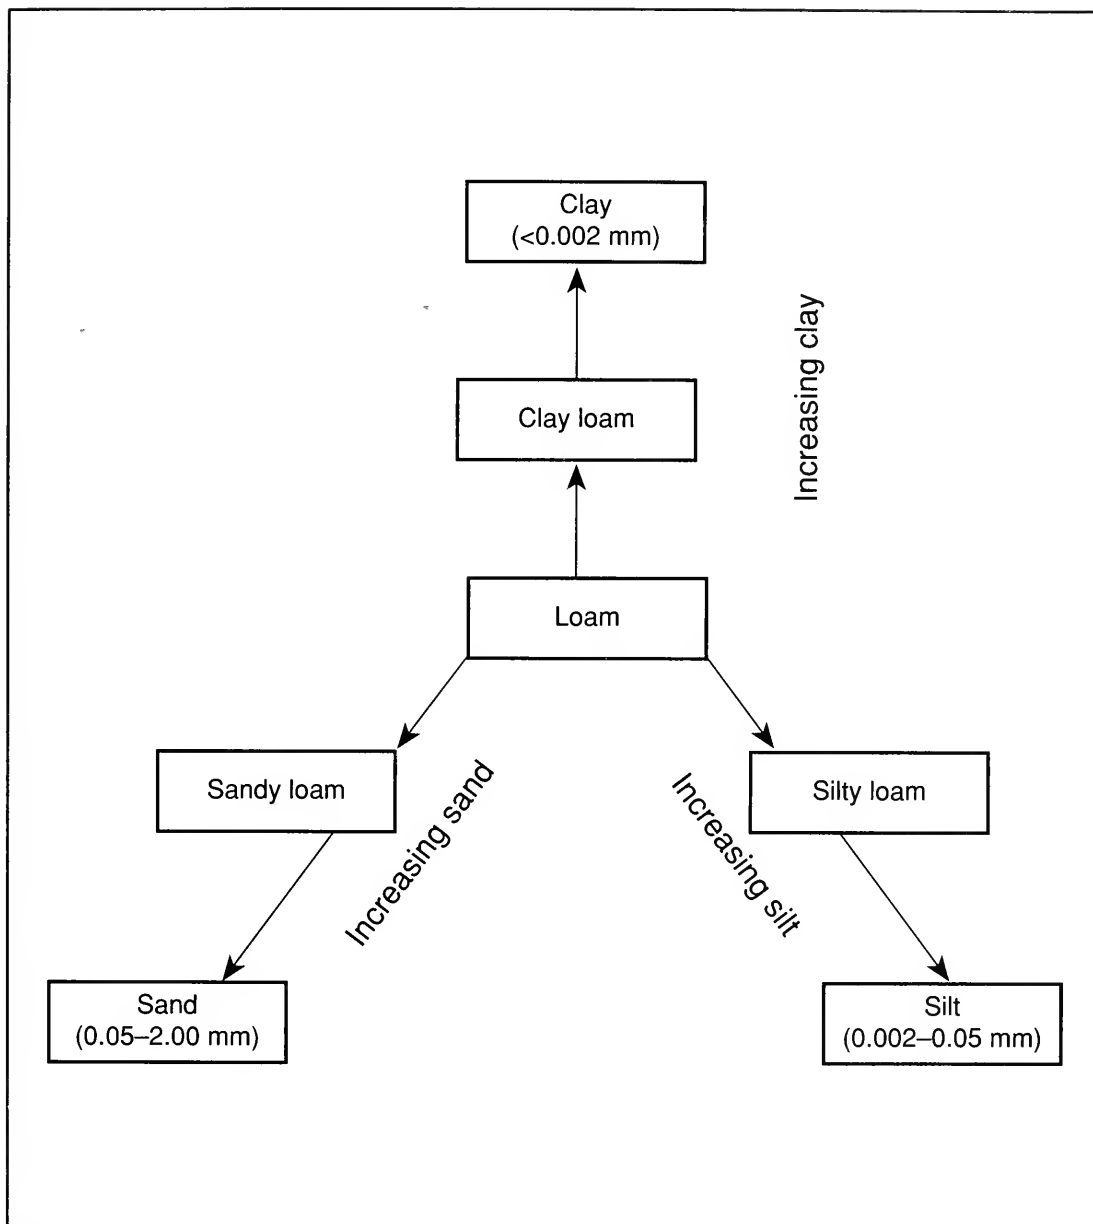 Clay
(<0.002 mm)
Increasing clay
Clay loam
Loam
Sandy loam
Increasing sand
Increasing silt
Silty loam
Sand
(0.05–2.00 mm)
Silt
(0.002–0.05 mm)